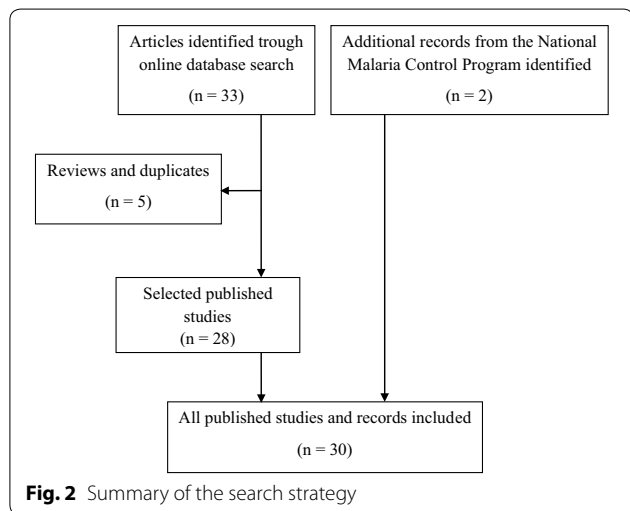 Articles identified trough
online database search
(n = 33)
Additional records from the National
Malaria Control Program identified
(n = 2)
Reviews and duplicates
(n = 5)
Selected published
studies
(n = 28)
All published studies and records included
(n = 30)
Fig. 2 Summary of the search strategy